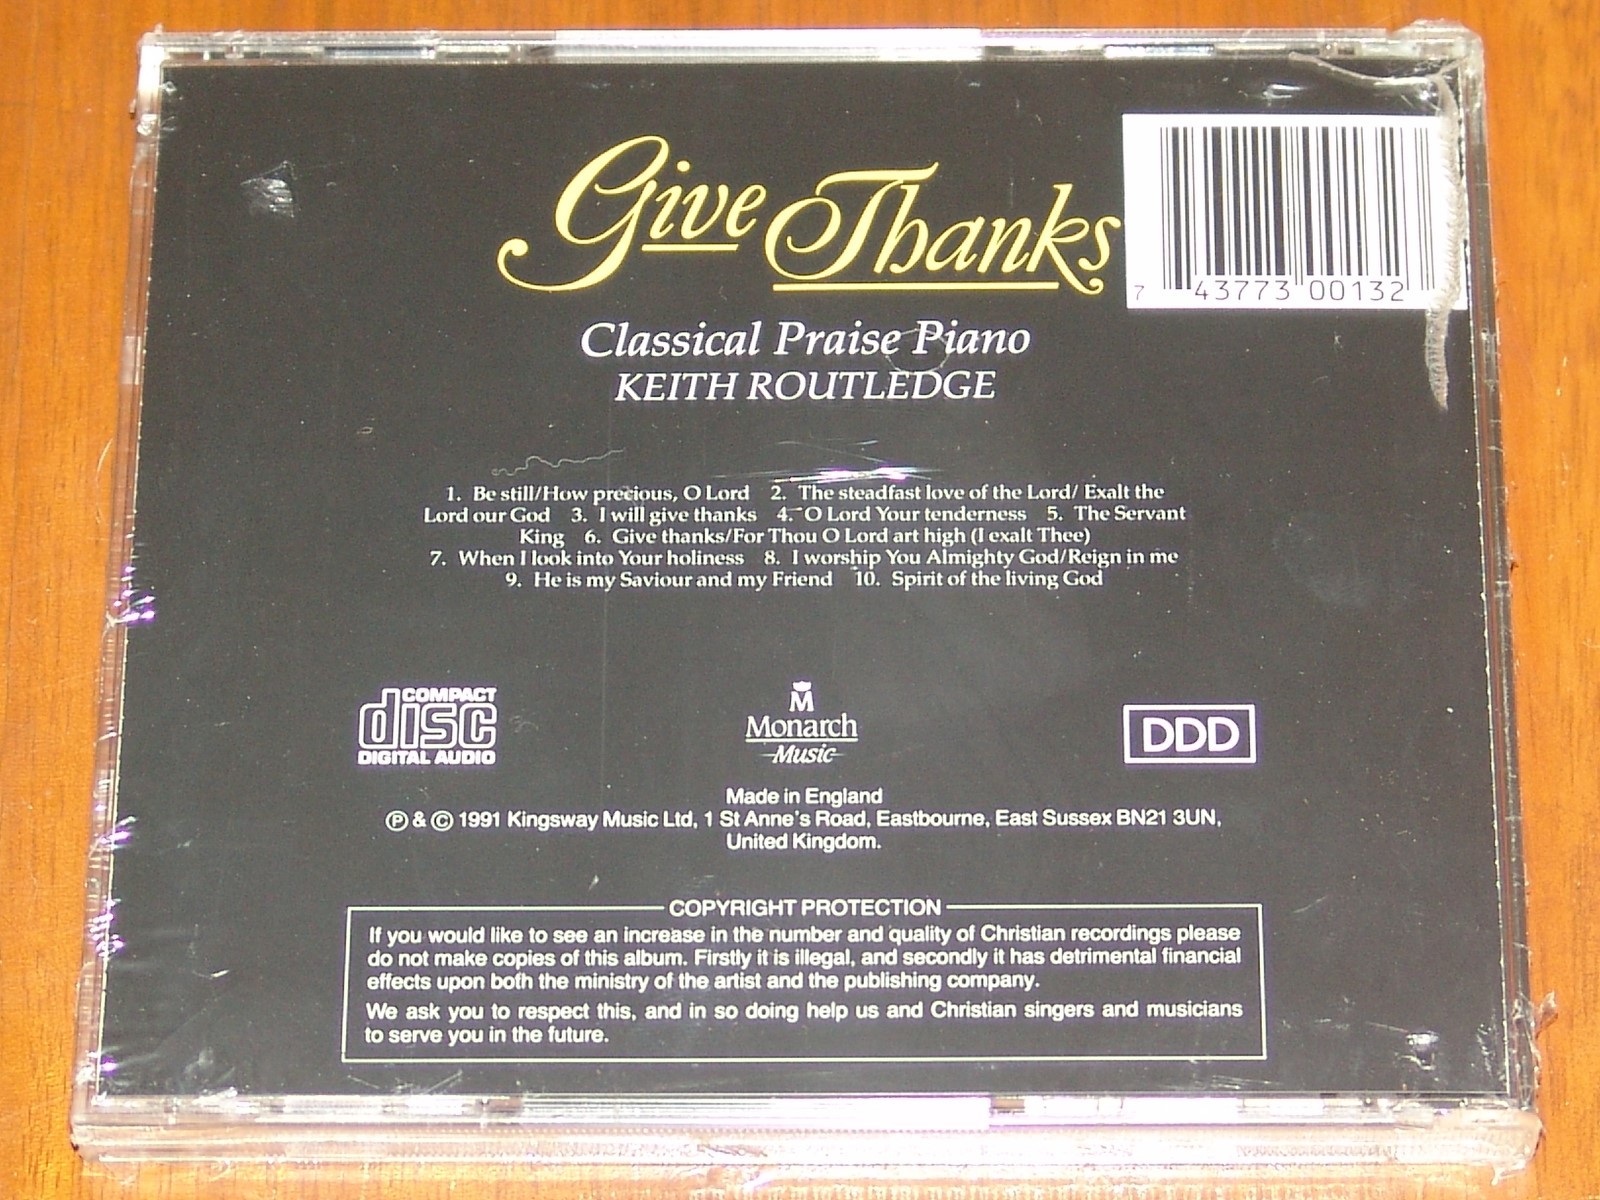 Give Thanks
7 43773 00132
Classical Praise Piano
KEITH ROUTLEDGE
1. Be still/How precious, O Lord 2. The steadfast love of the Lord/ Exalt the
Lord our God 3. I will give thanks 4. O Lord Your tenderness 5. The Servant
King 6. Give thanks/For Thou O Lord art high (I exalt Thee)
7. When I look into Your holiness 8. I worship You Almighty God/Reign in me
9. He is my Saviour and my Friend 10. Spirit of the living God
COMPACT
disc
DIGITAL AUDIO
M
Monarch
Music
DDD
Made in England
Ⓟ & © 1991 Kingsway Music Ltd, 1 St Anne's Road, Eastbourne, East Sussex BN21 3UN,
United Kingdom.
COPYRIGHT PROTECTION
If you would like to see an increase in the number and quality of Christian recordings please
do not make copies of this album. Firstly it is illegal, and secondly it has detrimental financial
effects upon both the ministry of the artist and the publishing company.
We ask you to respect this, and in so doing help us and Christian singers and musicians
to serve you in the future.